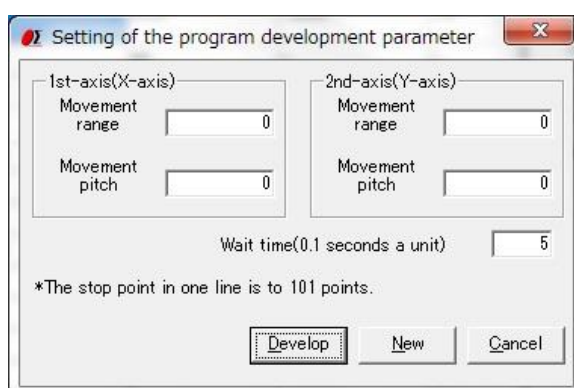 Setting of the program development parameter
1st-axis(X-axis)
Movement
range
0
Movement
pitch
0
2nd-axis(Y-axis)
Movement
range
0
Movement
pitch
0
Wait time(0.1 seconds a unit)
5
*The stop point in one line is to 101 points.
Develop
New
Cancel